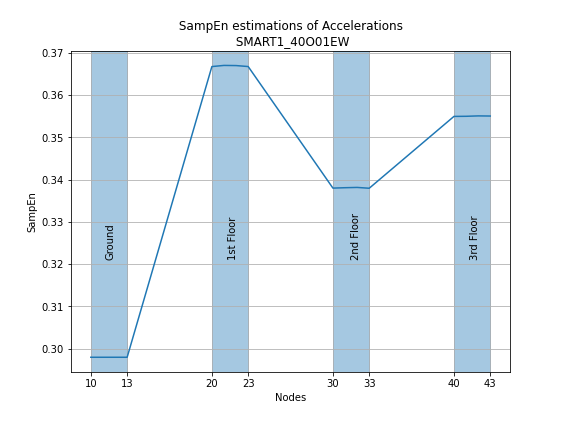 SampEn estimations of Accelerations
SMART1_40O01EW
0.37
0.36
0.35
0.34
0.33
0.32
0.31
0.30
SampEn
Ground
1st Floor
2nd Floor
3rd Floor
10 13 20 23 30 33 40 43
Nodes